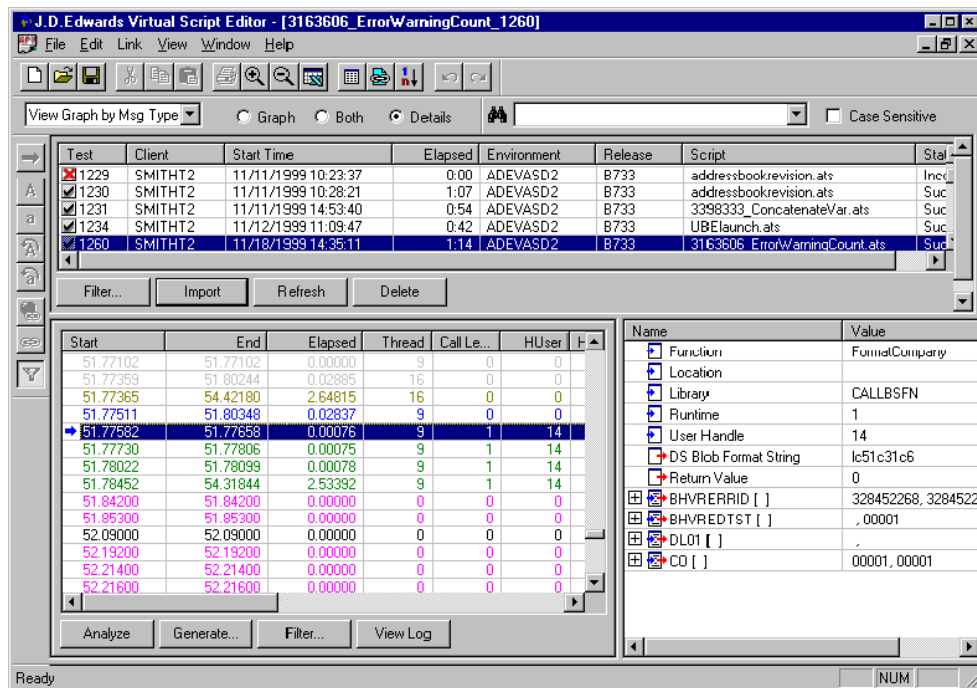 J.D.Edwards Virtual Script Editor - [3163606_ErrorWarningCount_1260]
File Edit Link View Window Help
View Graph by Msg Type Graph Both Details Case Sensitive
Test Client Start Time Elapsed Environment Release Script Stat
1229 SMITHT2 11/11/1999 10:23:37 0:00 ADEVASD2 B733 addressbookrevision.ats Inco
1230 SMITHT2 11/11/1999 10:28:21 1:07 ADEVASD2 B733 addressbookrevision.ats Suc
1231 SMITHT2 11/11/1999 14:53:40 0:54 ADEVASD2 B733 3398333_ConcatenateVar.ats Suc
1234 SMITHT2 11/12/1999 11:09:47 0:42 ADEVASD2 B733 UBElaunch.ats Suc
1260 SMITHT2 11/18/1999 14:35:11 1:14 ADEVASD2 B733 3163606_ErrorWarningCount.ats Suc
Filter... Import Refresh Delete
Start End Elapsed Thread Call Le... HUser H
51.77102 51.77102 0.00000 9 0 0
51.77359 51.80244 0.02885 16 0 0
51.77365 54.42180 2.64815 16 0 0
51.77511 51.80348 0.02837 9 0 0
51.77582 51.77658 0.00076 9 1 14
51.77730 51.77806 0.00075 9 1 14
51.78022 51.78099 0.00078 9 1 14
51.78452 54.31844 2.53392 9 1 14
51.84200 51.84200 0.00000 0 0 0
51.85300 51.85300 0.00000 0 0 0
52.09000 52.09000 0.00000 0 0 0
52.19200 52.19200 0.00000 0 0 0
52.21400 52.21400 0.00000 0 0 0
52.21600 52.21600 0.00000 0 0 0
Analyze Generate... Filter... View Log
Name Value
Function FormatCompany
Location
Library CALLBSFN
Runtime 1
User Handle 14
DS Blob Format String lc51c31c6
Return Value 0
BHVRERRID [ ] 328452268, 3284522
BHVREDTST [ ] , 00001
DL01 [ ] ,
CO [ ] 00001, 00001
Ready NUM